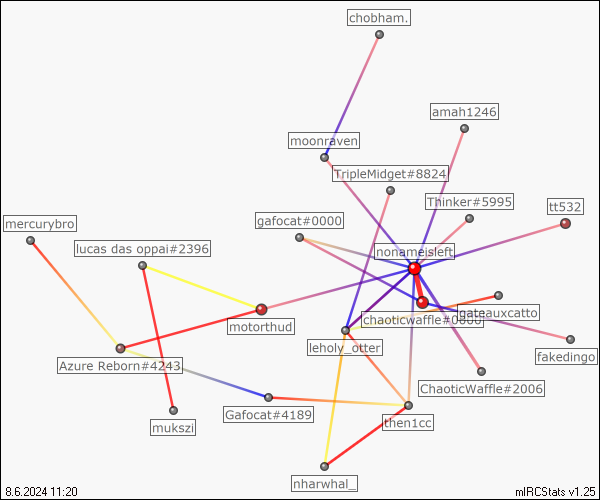 chobham.
amah1246
moonraven
TripleMidget#8824
Thinker#5995
tt532
gafocat#0000
mercurybro
lucas das oppai#2396
nonameisleft
gateauxcatto
chaoticwaffle#0860
motorthud
leholy_otter
fakedingo
Azure Reborn#4243
ChaoticWaffle#2006
Gafocat#4189
mukszi
then1cc
nharwhal_
8.6.2024 11:20
mIRCStats v1.25